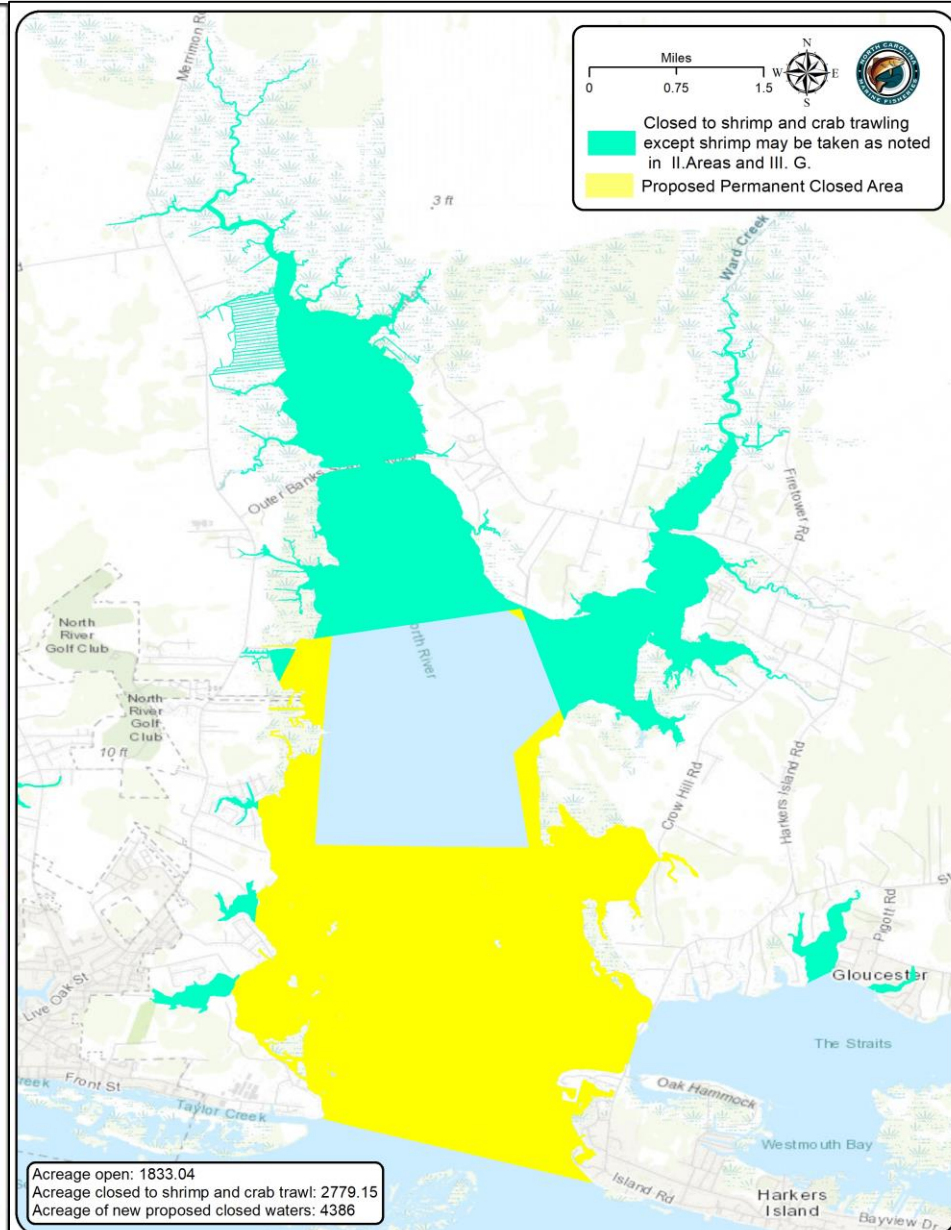 Merrimon Rd
Miles
0 0.75 1.5
N
W E
S
NORTH CAROLINA
MARINE FISHERIES
Closed to shrimp and crab trawling
except shrimp may be taken as noted
in II.Areas and III. G.
Proposed Permanent Closed Area
3 ft
Ward Creek
Outer Banks
Firetower Rd
North
River
Golf Club
North River
North
River
Golf
Club
10 ft
Crow Hill Rd
Harkers Island Rd
Pigott Rd
Gloucester
Live Oak St
The Straits
Front St
Taylor Creek
Oak Hammock
Westmouth Bay
Island Rd
Harkers
Island
Bayview Dr
Acreage open: 1833.04
Acreage closed to shrimp and crab trawl: 2779.15
Acreage of new proposed closed waters: 4386